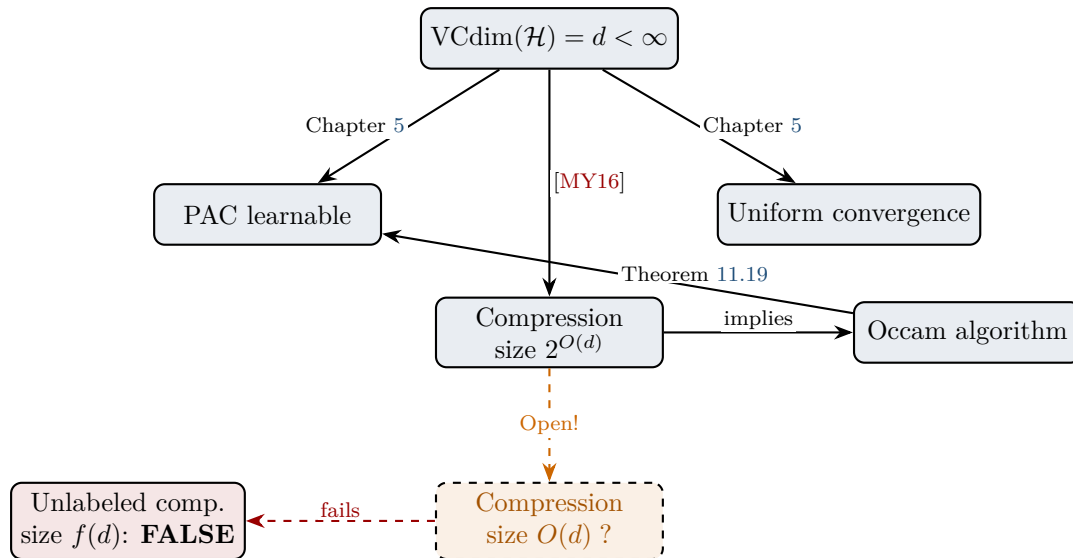 VCdim(ℋ) = d < ∞
Chapter 5
Chapter 5
[MY16]
PAC learnable
Uniform convergence
Theorem 11.19
Compression
size 2^{O(d)}
implies
Occam algorithm
Open!
Unlabeled comp.
size f(d): FALSE
fails
Compression
size O(d) ?